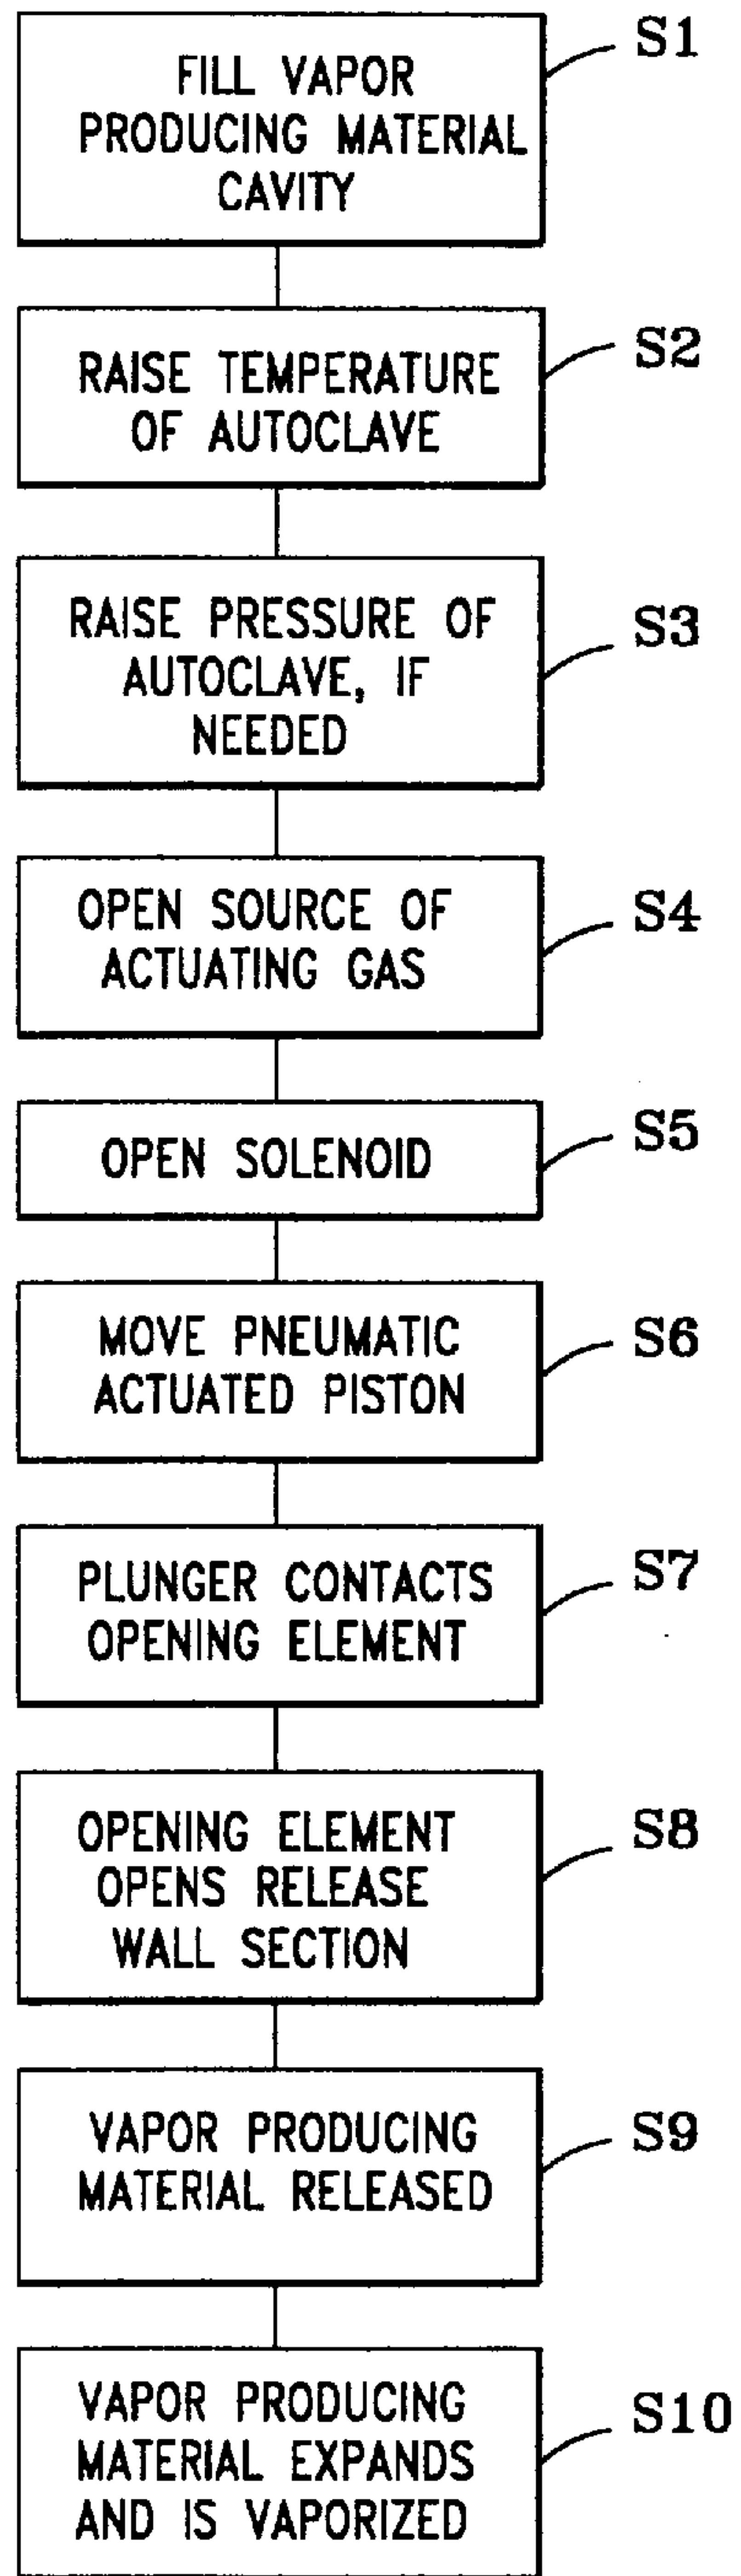 S1
FILL VAPOR
PRODUCING MATERIAL
CAVITY
S2
RAISE TEMPERATURE
OF AUTOCLAVE
S3
RAISE PRESSURE OF
AUTOCLAVE, IF
NEEDED
S4
OPEN SOURCE OF
ACTUATING GAS
S5
OPEN SOLENOID
S6
MOVE PNEUMATIC
ACTUATED PISTON
S7
PLUNGER CONTACTS
OPENING ELEMENT
S8
OPENING ELEMENT
OPENS RELEASE
WALL SECTION
S9
VAPOR PRODUCING
MATERIAL RELEASED
S10
VAPOR PRODUCING
MATERIAL EXPANDS
AND IS VAPORIZED